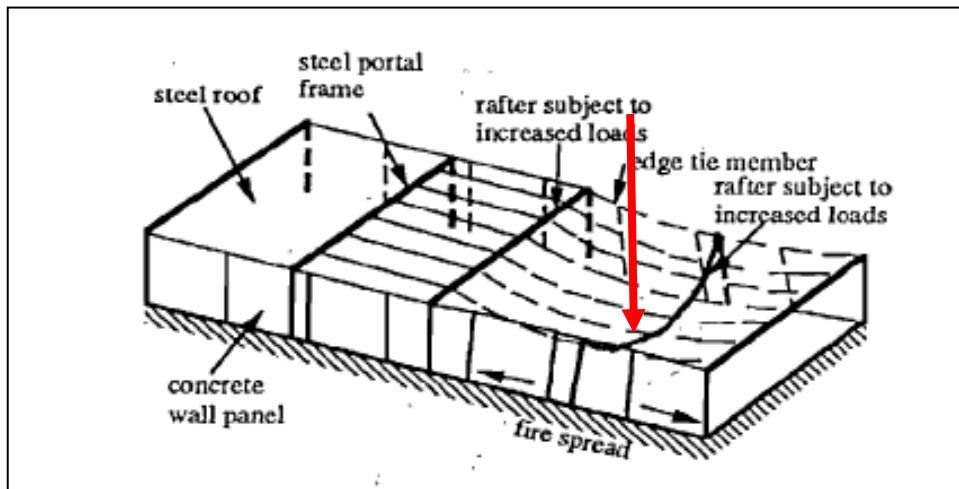 steel roof
steel portal
frame
rafter subject to
increased loads
edge tie member
rafter subject to
increased loads
concrete
wall panel
fire spread